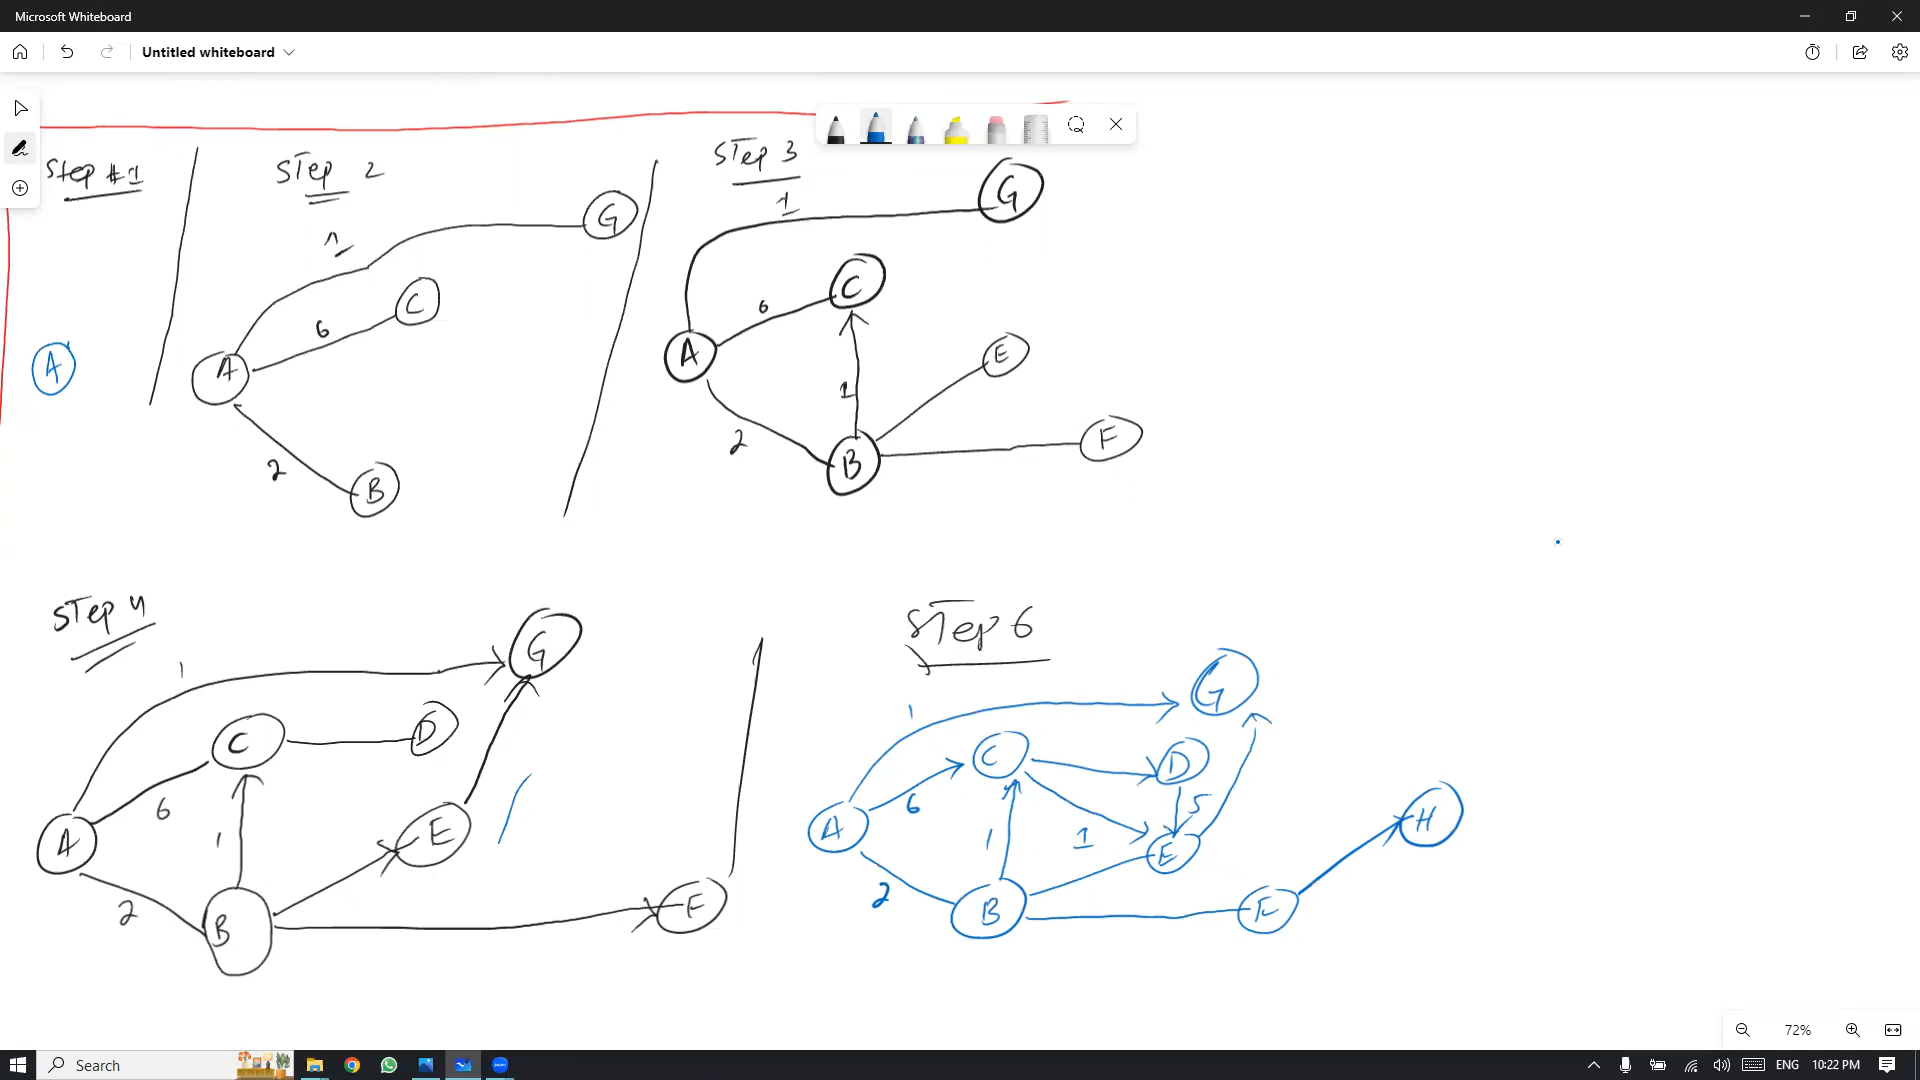 Microsoft Whiteboard
Untitled whiteboard
Step #1
A
STep 2
1
G
C
6
A
2
B
STep 3
1
G
C
6
A
1
E
2
B
F
STep 4
1
G
C
D
6
A
1
E
2
B
F
STep 6
1
G
C
D
6
5
A
1
1
E
H
2
B
F
72%
Search
ENG
10:22 PM